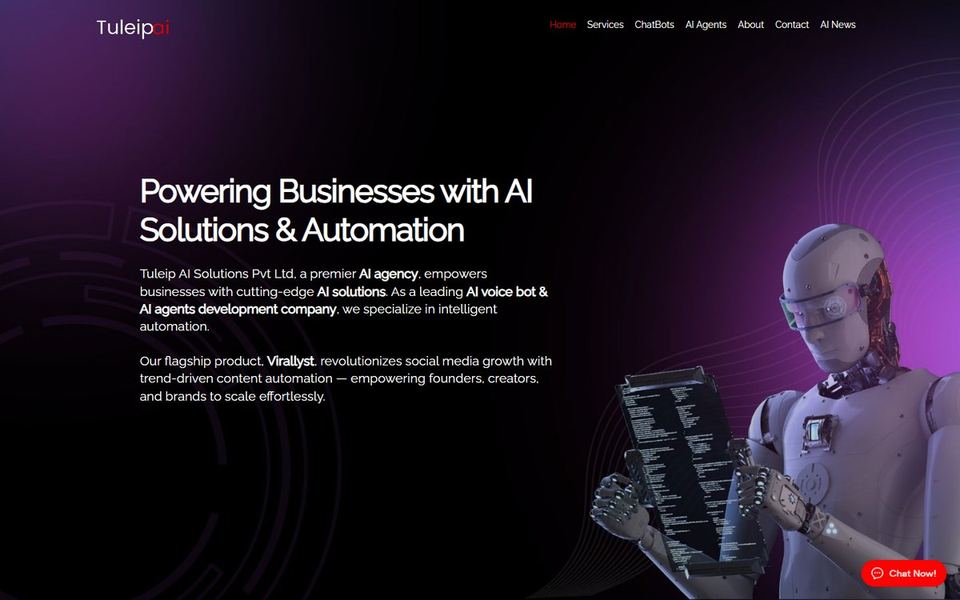 Tuleipai
Home Services ChatBots AI Agents About Contact AI News
Powering Businesses with AI
Solutions & Automation
Tuleip AI Solutions Pvt Ltd, a premier AI agency, empowers
businesses with cutting-edge AI solutions. As a leading AI voice bot &
AI agents development company, we specialize in intelligent
automation.
Our flagship product, Virallyst, revolutionizes social media growth with
trend-driven content automation — empowering founders, creators,
and brands to scale effortlessly.
Chat Now!